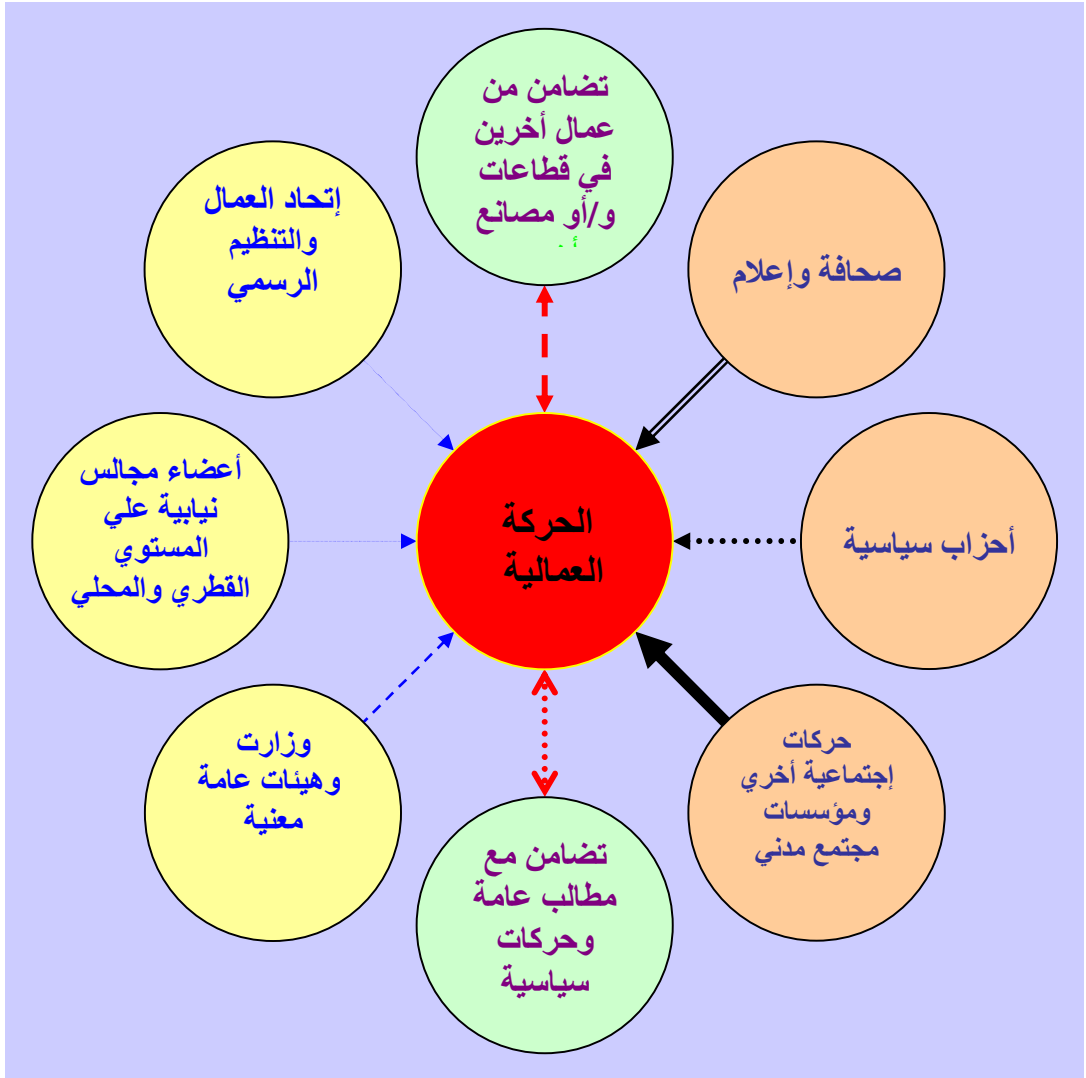 تضامن من
عمال أخرين
في قطاعات
و/أو مصانع
صحافة وإعلام
أحزاب سياسية
حركات
إجتماعية أخري
ومؤسسات
مجتمع مدني
تضامن مع
مطالب عامة
وحركات
سياسية
وزارت
وهيئات عامة
معنية
أعضاء مجالس
نيابية علي
المستوي
القطري والمحلي
إتحاد العمال
والتنظيم
الرسمي
الحركة
العمالية